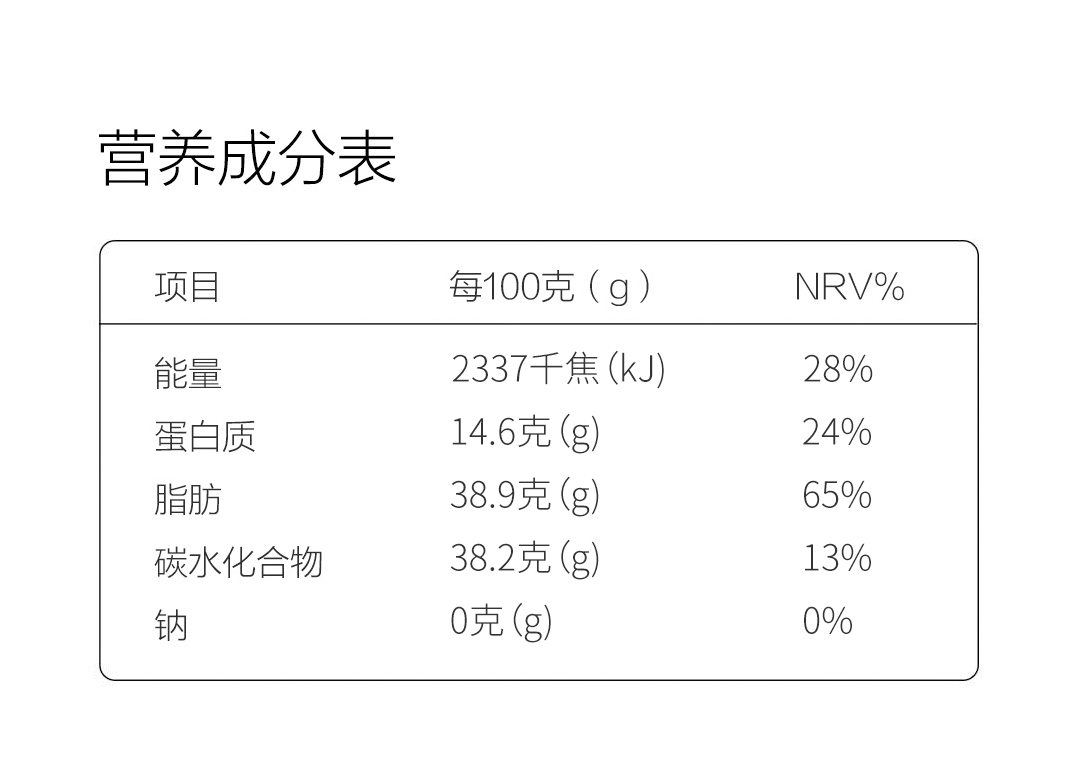 营养成分表
项目 每100克（g） NRV%
能量 2337千焦(kJ) 28%
蛋白质 14.6克(g) 24%
脂肪 38.9克(g) 65%
碳水化合物 38.2克(g) 13%
钠 0克(g) 0%